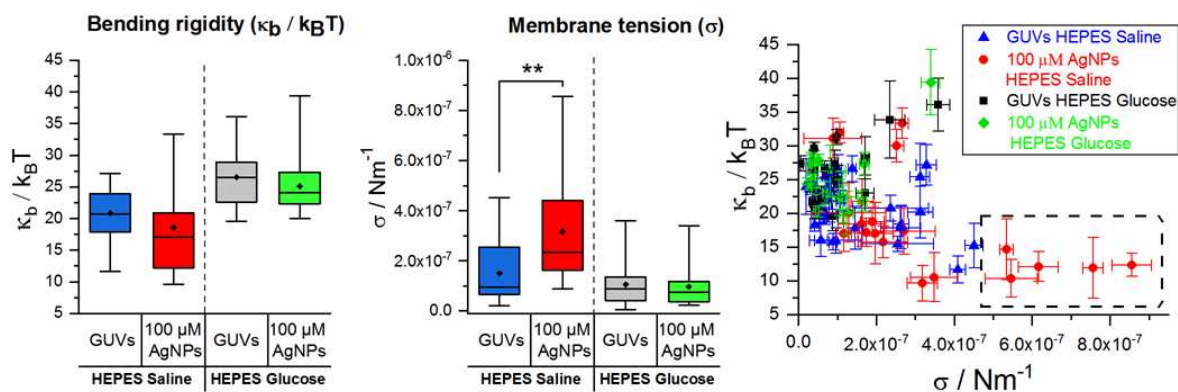 Bending rigidity (κb / kBT)
κb / kBT
45
40
35
30
25
20
15
10
5
GUVs
100 μM
AgNPs
GUVs
100 μM
AgNPs
HEPES Saline
HEPES Glucose
Membrane tension (σ)
σ / Nm-1
1.0x10-6
8.0x10-7
6.0x10-7
4.0x10-7
2.0x10-7
0.0
**
GUVs
100 μM
AgNPs
GUVs
100 μM
AgNPs
HEPES Saline
HEPES Glucose
κb / kBT
45
40
35
30
25
20
15
10
5
0.0
2.0x10-7
4.0x10-7
6.0x10-7
8.0x10-7
σ / Nm-1
GUVs HEPES Saline
100 μM AgNPs
HEPES Saline
GUVs HEPES Glucose
100 μM AgNPs
HEPES Glucose